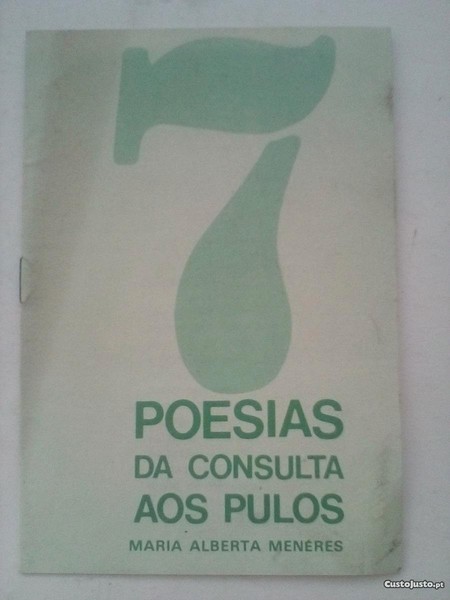 7
POESIAS
DA CONSULTA
AOS PULOS
MARIA ALBERTA MENÉRES
CustoJusto.pt